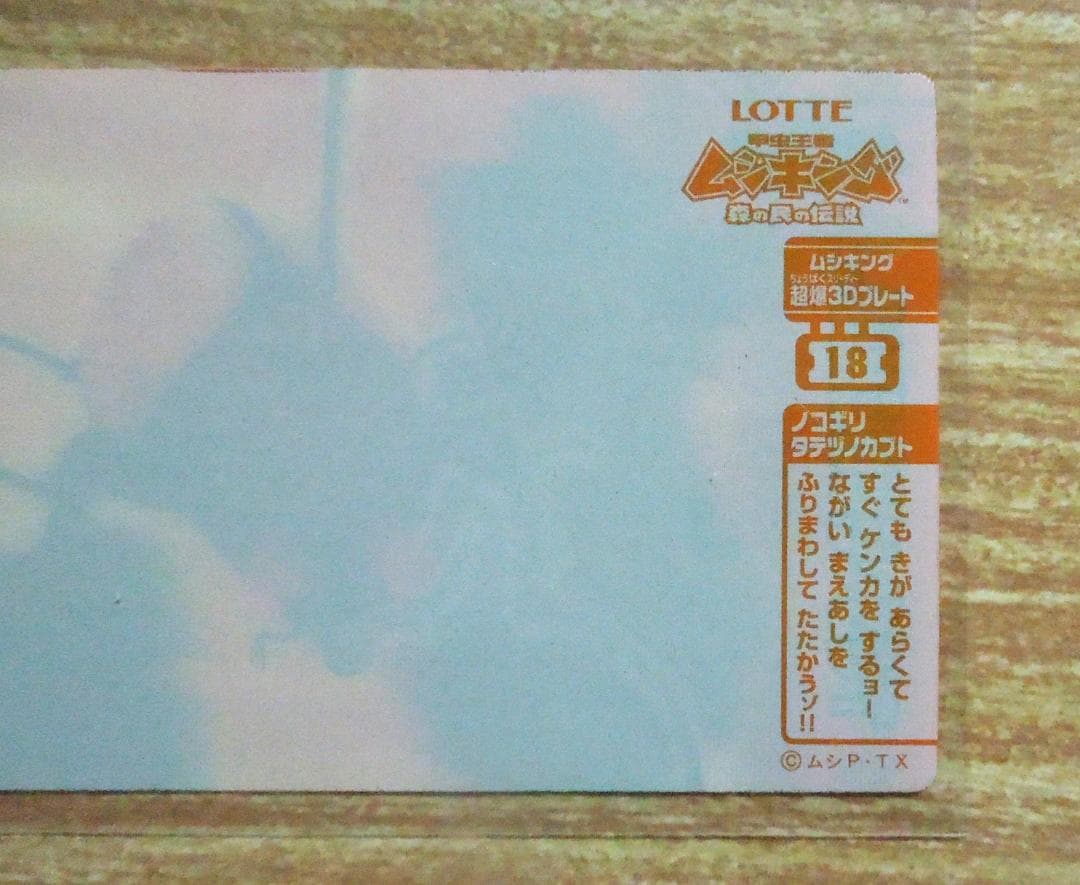 LOTTE
甲虫王者
ムシキング™
森の民の伝説
ムシキング
ちょうばくスリーディー
超爆3Dプレート
18
ノコギリ
タテヅノカブト
とても きが あらくて
すぐ ケンカを するヨー
ながい まえあしを
ふりまわして たたかうゾ!!
©ムシP・TX